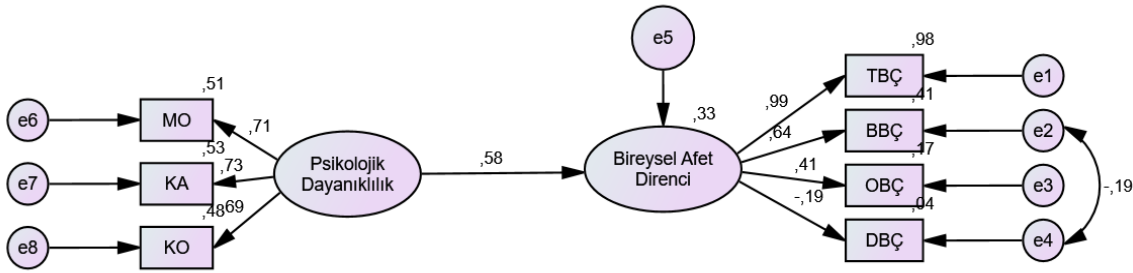 e5
,98
TBÇ
e1
,99
,51
,41
e6
MO
,71
,33
,64
BBÇ
e2
,53
,17
e7
KA
,73
Psikolojik
Dayanıklılık
,58
Bireysel Afet
Direnci
,41
OBÇ
e3
-,19
,48
,69
-,19
,04
e8
KO
DBÇ
e4